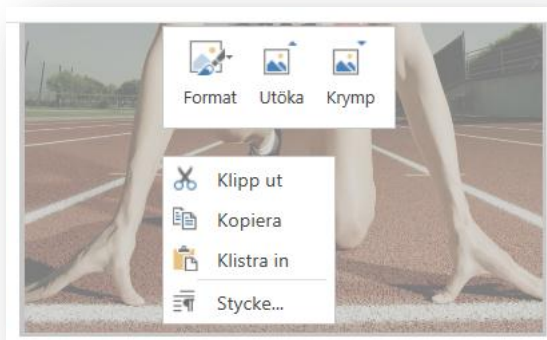 Format Utöka Krymp
Klipp ut
Kopiera
Klistra in
Stycke...